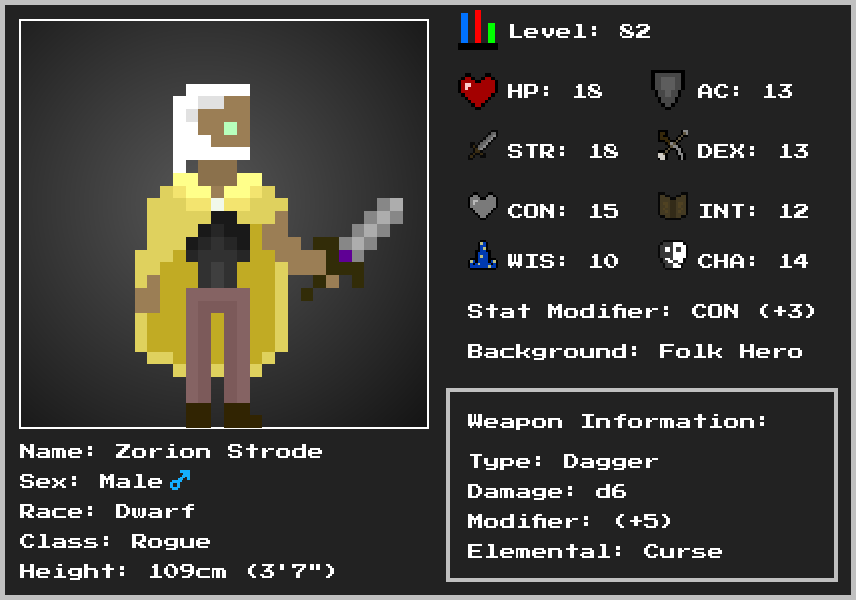 Level: 82
HP: 18
AC: 13
STR: 18
DEX: 13
CON: 15
INT: 12
WIS: 10
CHA: 14
Stat Modifier: CON (+3)
Background: Folk Hero
Weapon Information:
Type: Dagger
Damage: d6
Modifier: (+5)
Elemental: Curse
Name: Zorion Strode
Sex: Male♂
Race: Dwarf
Class: Rogue
Height: 109cm (3'7")